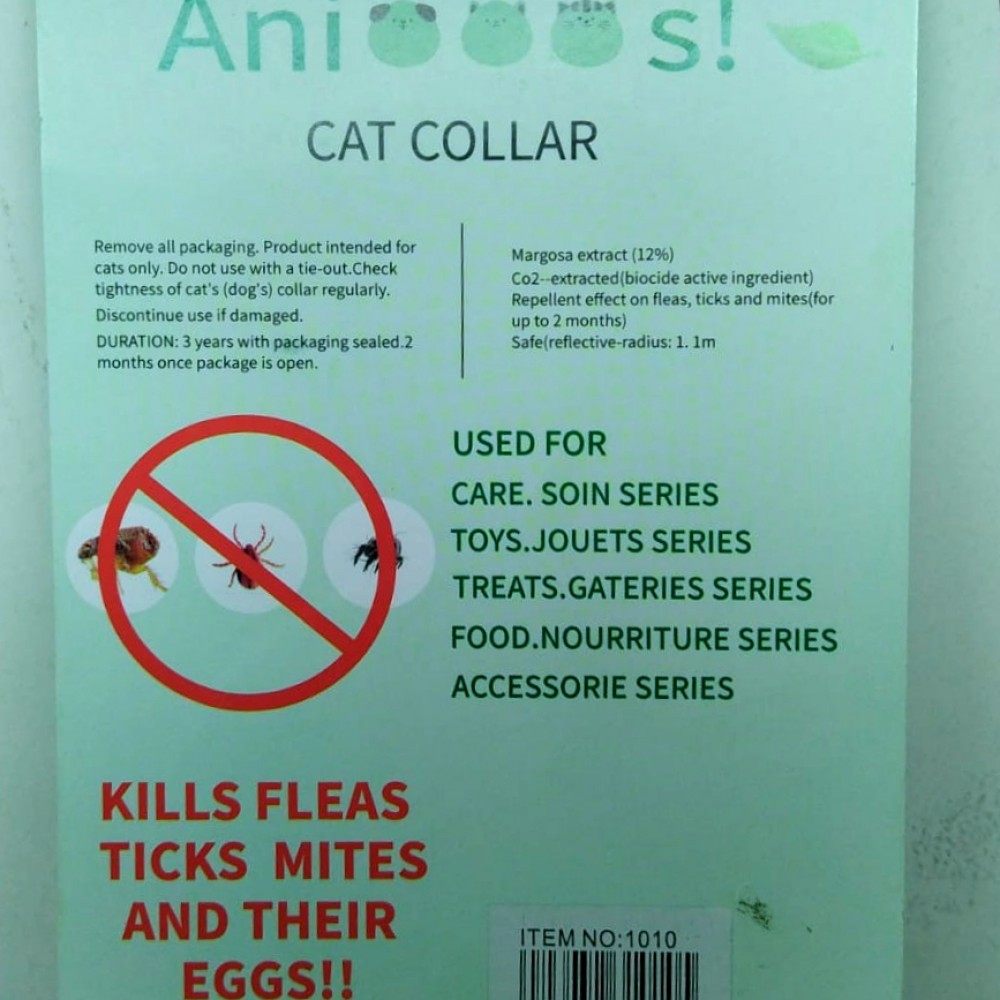 Ani s!
CAT COLLAR
Remove all packaging. Product intended for
cats only. Do not use with a tie-out.Check
tightness of cat's (dog's) collar regularly.
Discontinue use if damaged.
DURATION: 3 years with packaging sealed.2
months once package is open.
Margosa extract (12%)
Co2--extracted(biocide active ingredient)
Repellent effect on fleas, ticks and mites(for
up to 2 months)
Safe(reflective-radius: 1. 1m
USED FOR
CARE. SOIN SERIES
TOYS.JOUETS SERIES
TREATS.GATERIES SERIES
FOOD.NOURRITURE SERIES
ACCESSORIE SERIES
KILLS FLEAS
TICKS MITES
AND THEIR
EGGS!!
ITEM NO:1010